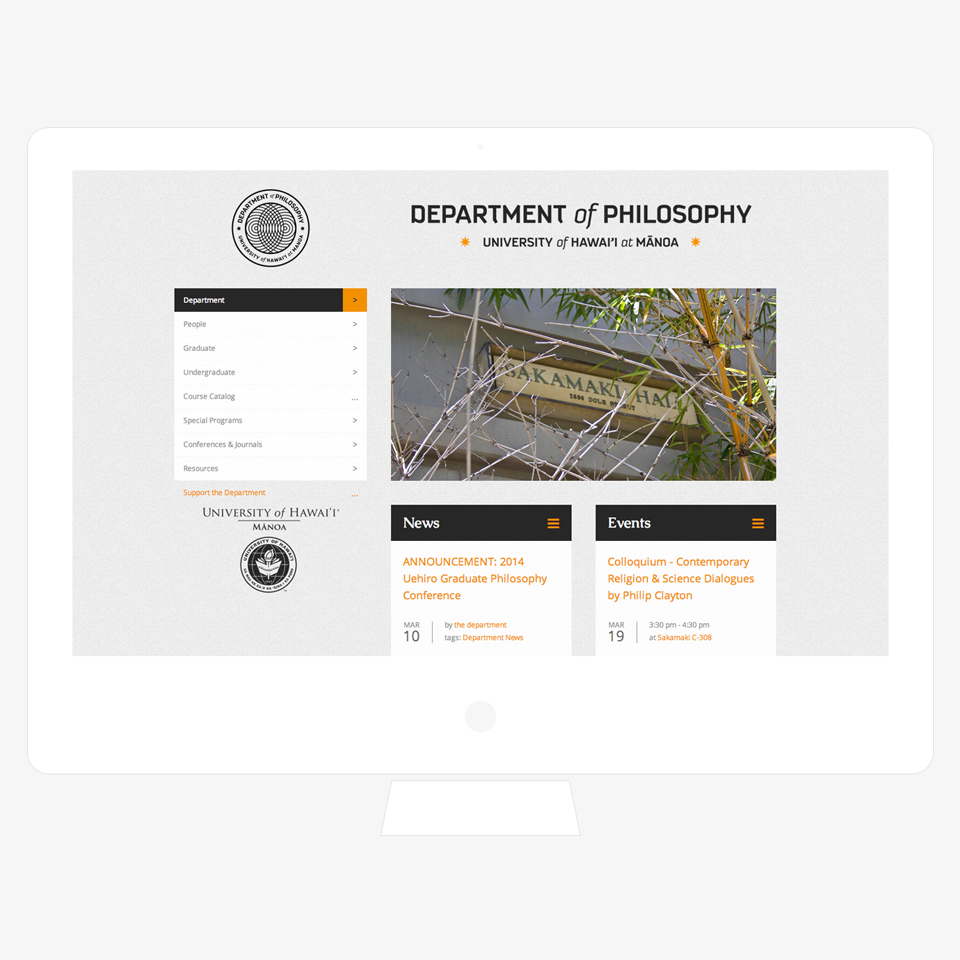 DEPARTMENT of PHILOSOPHY
UNIVERSITY of HAWAI'I at MĀNOA
DEPARTMENT of PHILOSOPHY
UNIVERSITY of HAWAI'I at MĀNOA
Department >
People >
Graduate >
Undergraduate >
Course Catalog ...
Special Programs >
Conferences & Journals >
Resources >
Support the Department ...
UNIVERSITY of HAWAI'I®
MĀNOA
UNIVERSITY OF HAWAII
SAKAMAKI HALL
2530 DOLE STREET
News
ANNOUNCEMENT: 2014
Uehiro Graduate Philosophy
Conference
MAR
10
by the department
tags: Department News
Events
Colloquium - Contemporary
Religion & Science Dialogues
by Philip Clayton
MAR
19
3:30 pm - 4:30 pm
at Sakamaki C-308